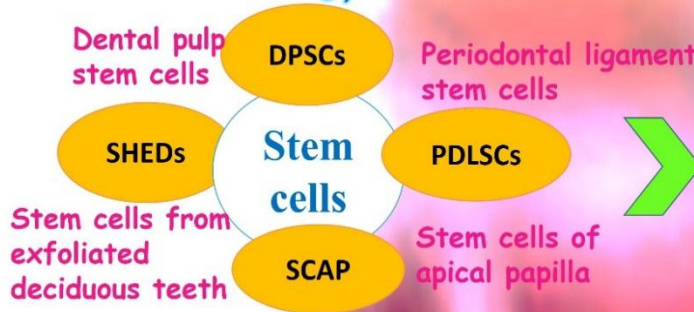 Dental pulp
stem cells
DPSCs
Periodontal ligament
stem cells
SHEDs
Stem
cells
PDLSCs
Stem cells from
exfoliated
deciduous teeth
SCAP
Stem cells of
apical papilla